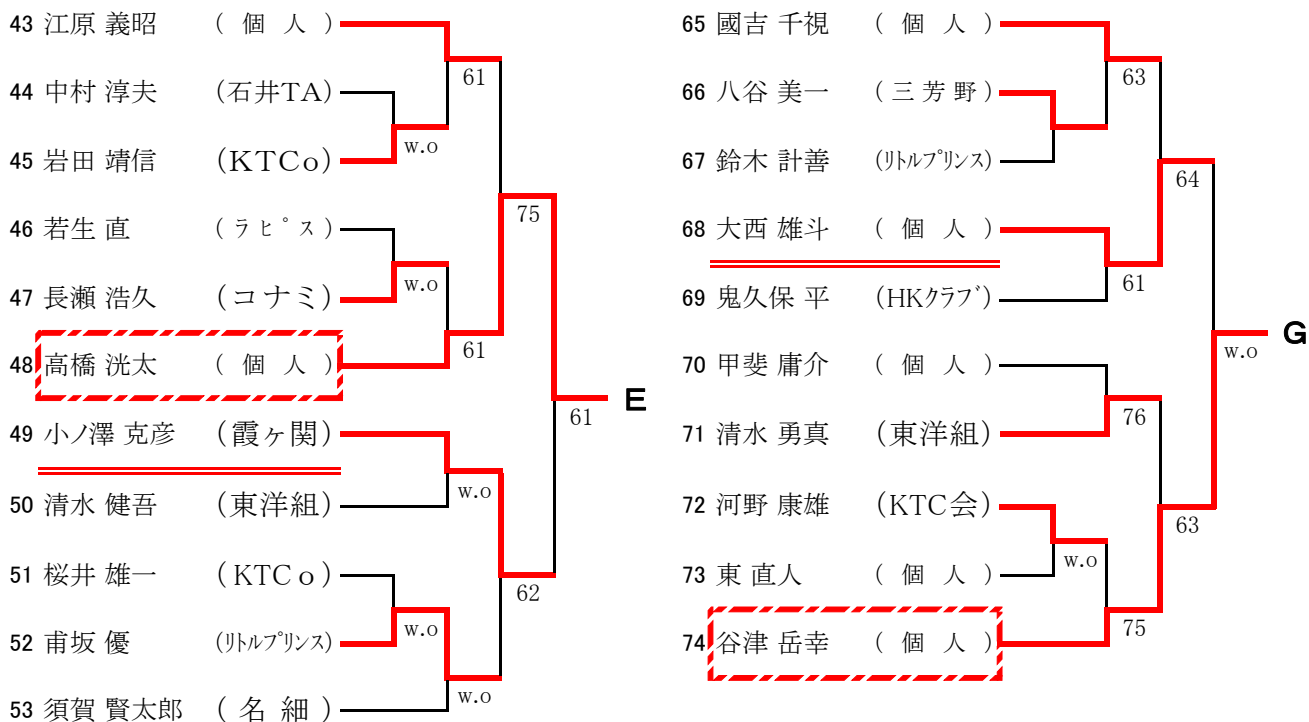 43 江原 義昭 ( 個 人 )
61
44 中村 淳夫 (石井TA)
w.o
45 岩田 靖信 (KTCo)
75
46 若生 直 ( ラピス )
w.o
47 長瀬 浩久 (コナミ)
61
48 高橋 洸太 ( 個 人 )
61 E
49 小ノ澤 克彦 (霞ヶ関)
w.o
50 清水 健吾 (東洋組)
62
51 桜井 雄一 (KTCo)
w.o
52 甫坂 優 (リトルプリンス)
w.o
53 須賀 賢太郎 ( 名 細 )
65 國吉 千視 ( 個 人 )
63
66 八谷 美一 ( 三 芳 野 )
67 鈴木 計善 (リトルプリンス)
64
68 大西 雄斗 ( 個 人 )
61
69 鬼久保 平 (HKクラブ)
w.o G
70 甲斐 庸介 ( 個 人 )
76
71 清水 勇真 (東洋組)
63
72 河野 康雄 (KTC会)
w.o
73 東 直人 ( 個 人 )
75
74 谷津 岳幸 ( 個 人 )